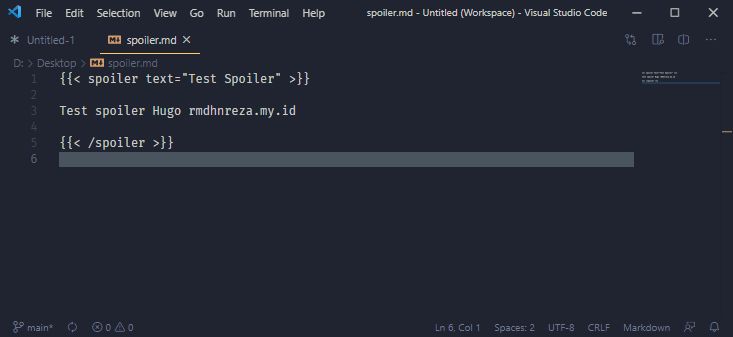 File Edit Selection View Go Run Terminal Help spoiler.md - Untitled (Workspace) - Visual Studio Code
Untitled-1 spoiler.md
D: > Desktop > spoiler.md
1 {{< spoiler text="Test Spoiler" >}}
2
3 Test spoiler Hugo rmdhnreza.my.id
4
5 {{< /spoiler >}}
6
main* 0 0 Ln 6, Col 1 Spaces: 2 UTF-8 CRLF Markdown